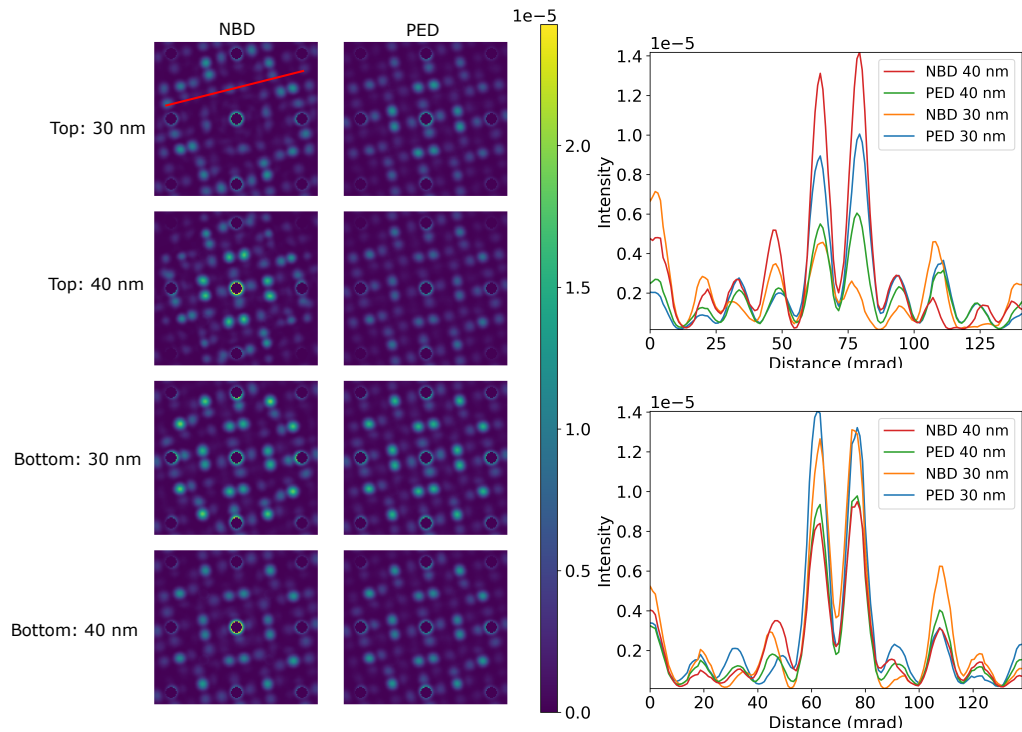 NBD
PED
Top: 30 nm
Top: 40 nm
Bottom: 30 nm
Bottom: 40 nm
1e−5
2.0
1.5
1.0
0.5
0.0
1e−5
1.4
1.2
1.0
0.8
0.6
0.4
0.2
Intensity
NBD 40 nm
PED 40 nm
NBD 30 nm
PED 30 nm
0 25 50 75 100 125
Distance (mrad)
1e−5
1.4
1.2
1.0
0.8
0.6
0.4
0.2
Intensity
NBD 40 nm
PED 40 nm
NBD 30 nm
PED 30 nm
0 20 40 60 80 100 120
Distance (mrad)